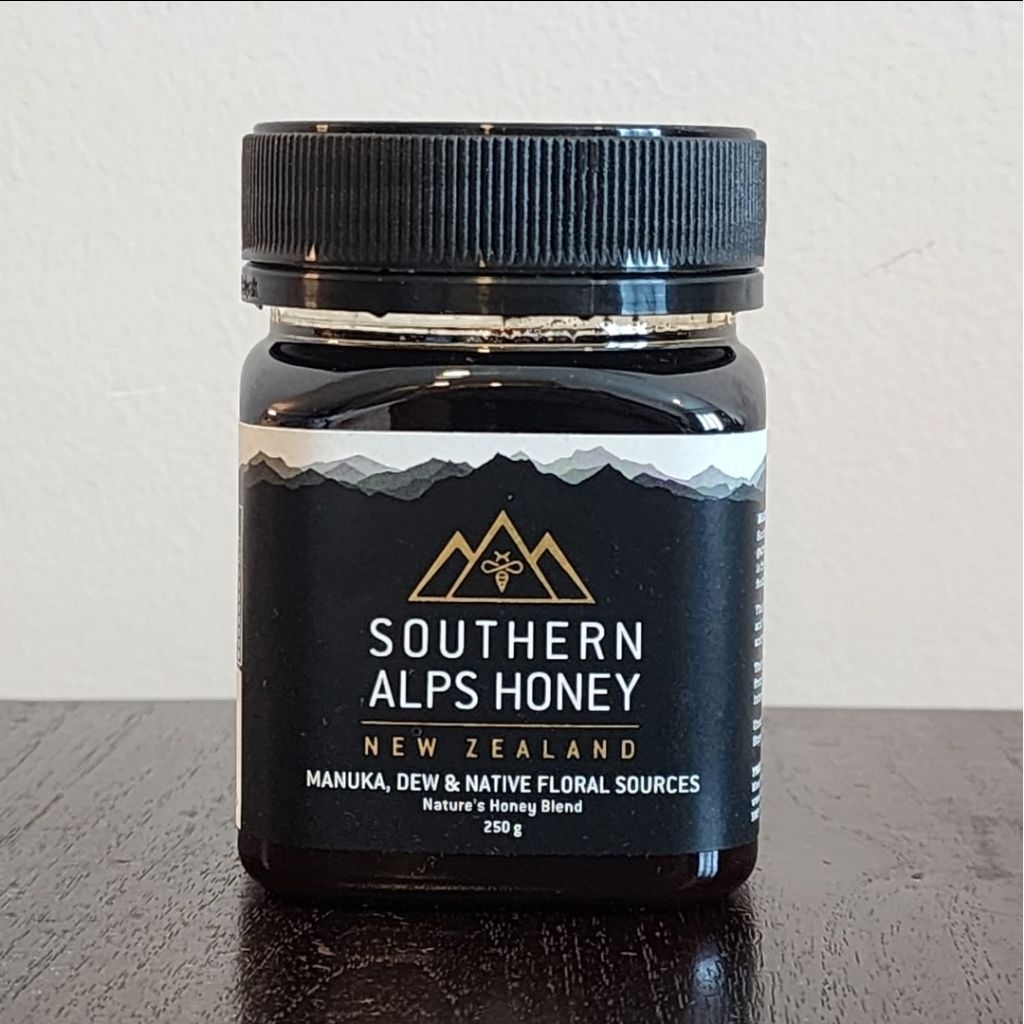 SOUTHERN
ALPS HONEY
NEW ZEALAND
MANUKA, DEW & NATIVE FLORAL SOURCES
Nature's Honey Blend
250 g